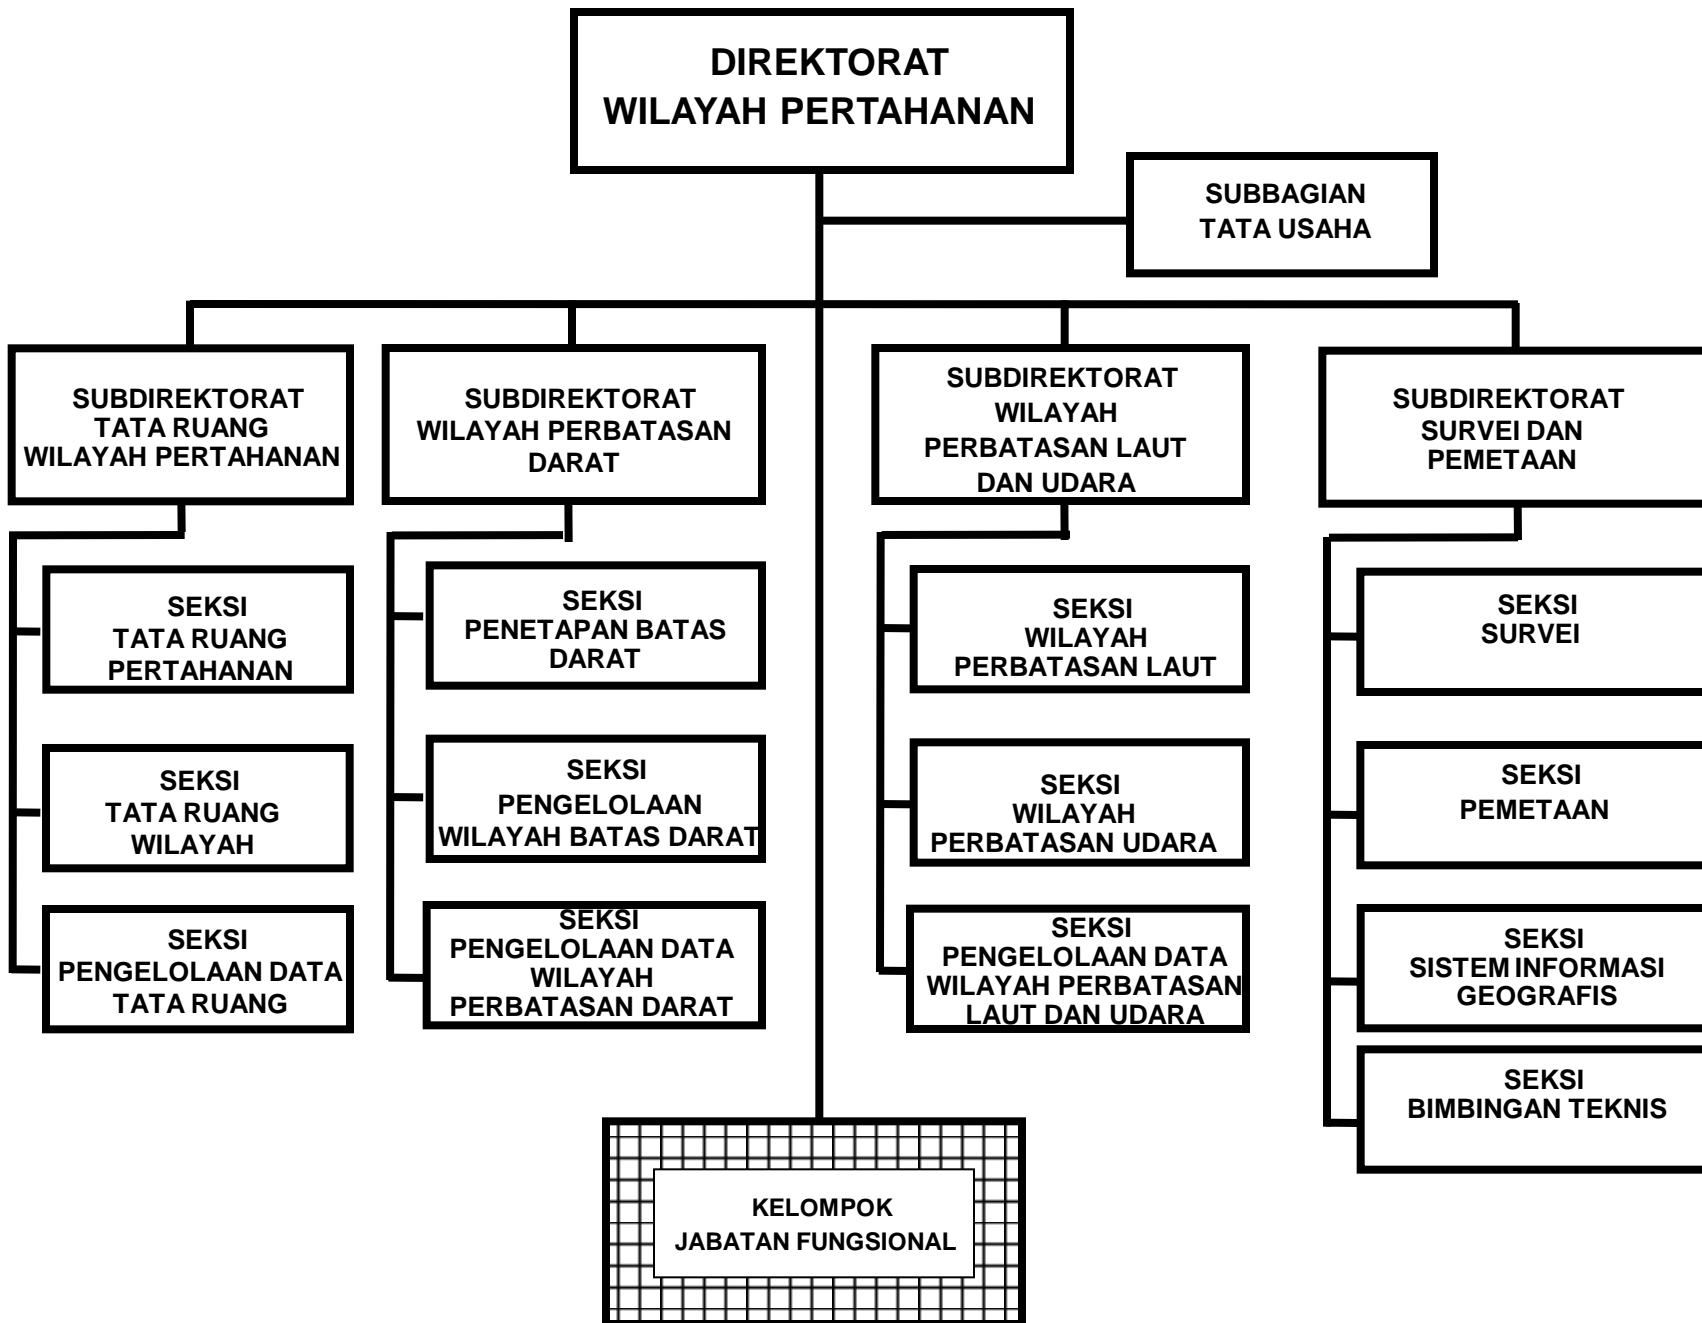 DIREKTORAT
WILAYAH PERTAHANAN
SUBBAGIAN
TATA USAHA
SUBDIREKTORAT
TATA RUANG
WILAYAH PERTAHANAN
SUBDIREKTORAT
WILAYAH PERBATASAN
DARAT
SUBDIREKTORAT
WILAYAH
PERBATASAN LAUT
DAN UDARA
SUBDIREKTORAT
SURVEI DAN
PEMETAAN
SEKSI
TATA RUANG
PERTAHANAN
SEKSI
PENETAPAN BATAS
DARAT
SEKSI
WILAYAH
PERBATASAN LAUT
SEKSI
SURVEI
SEKSI
TATA RUANG
WILAYAH
SEKSI
PENGELOLAAN
WILAYAH BATAS DARAT
SEKSI
WILAYAH
PERBATASAN UDARA
SEKSI
PEMETAAN
SEKSI
PENGELOLAAN DATA
TATA RUANG
SEKSI
PENGELOLAAN DATA
WILAYAH
PERBATASAN DARAT
SEKSI
PENGELOLAAN DATA
WILAYAH PERBATASAN
LAUT DAN UDARA
SEKSI
SISTEM INFORMASI
GEOGRAFIS
SEKSI
BIMBINGAN TEKNIS
KELOMPOK
JABATAN FUNGSIONAL